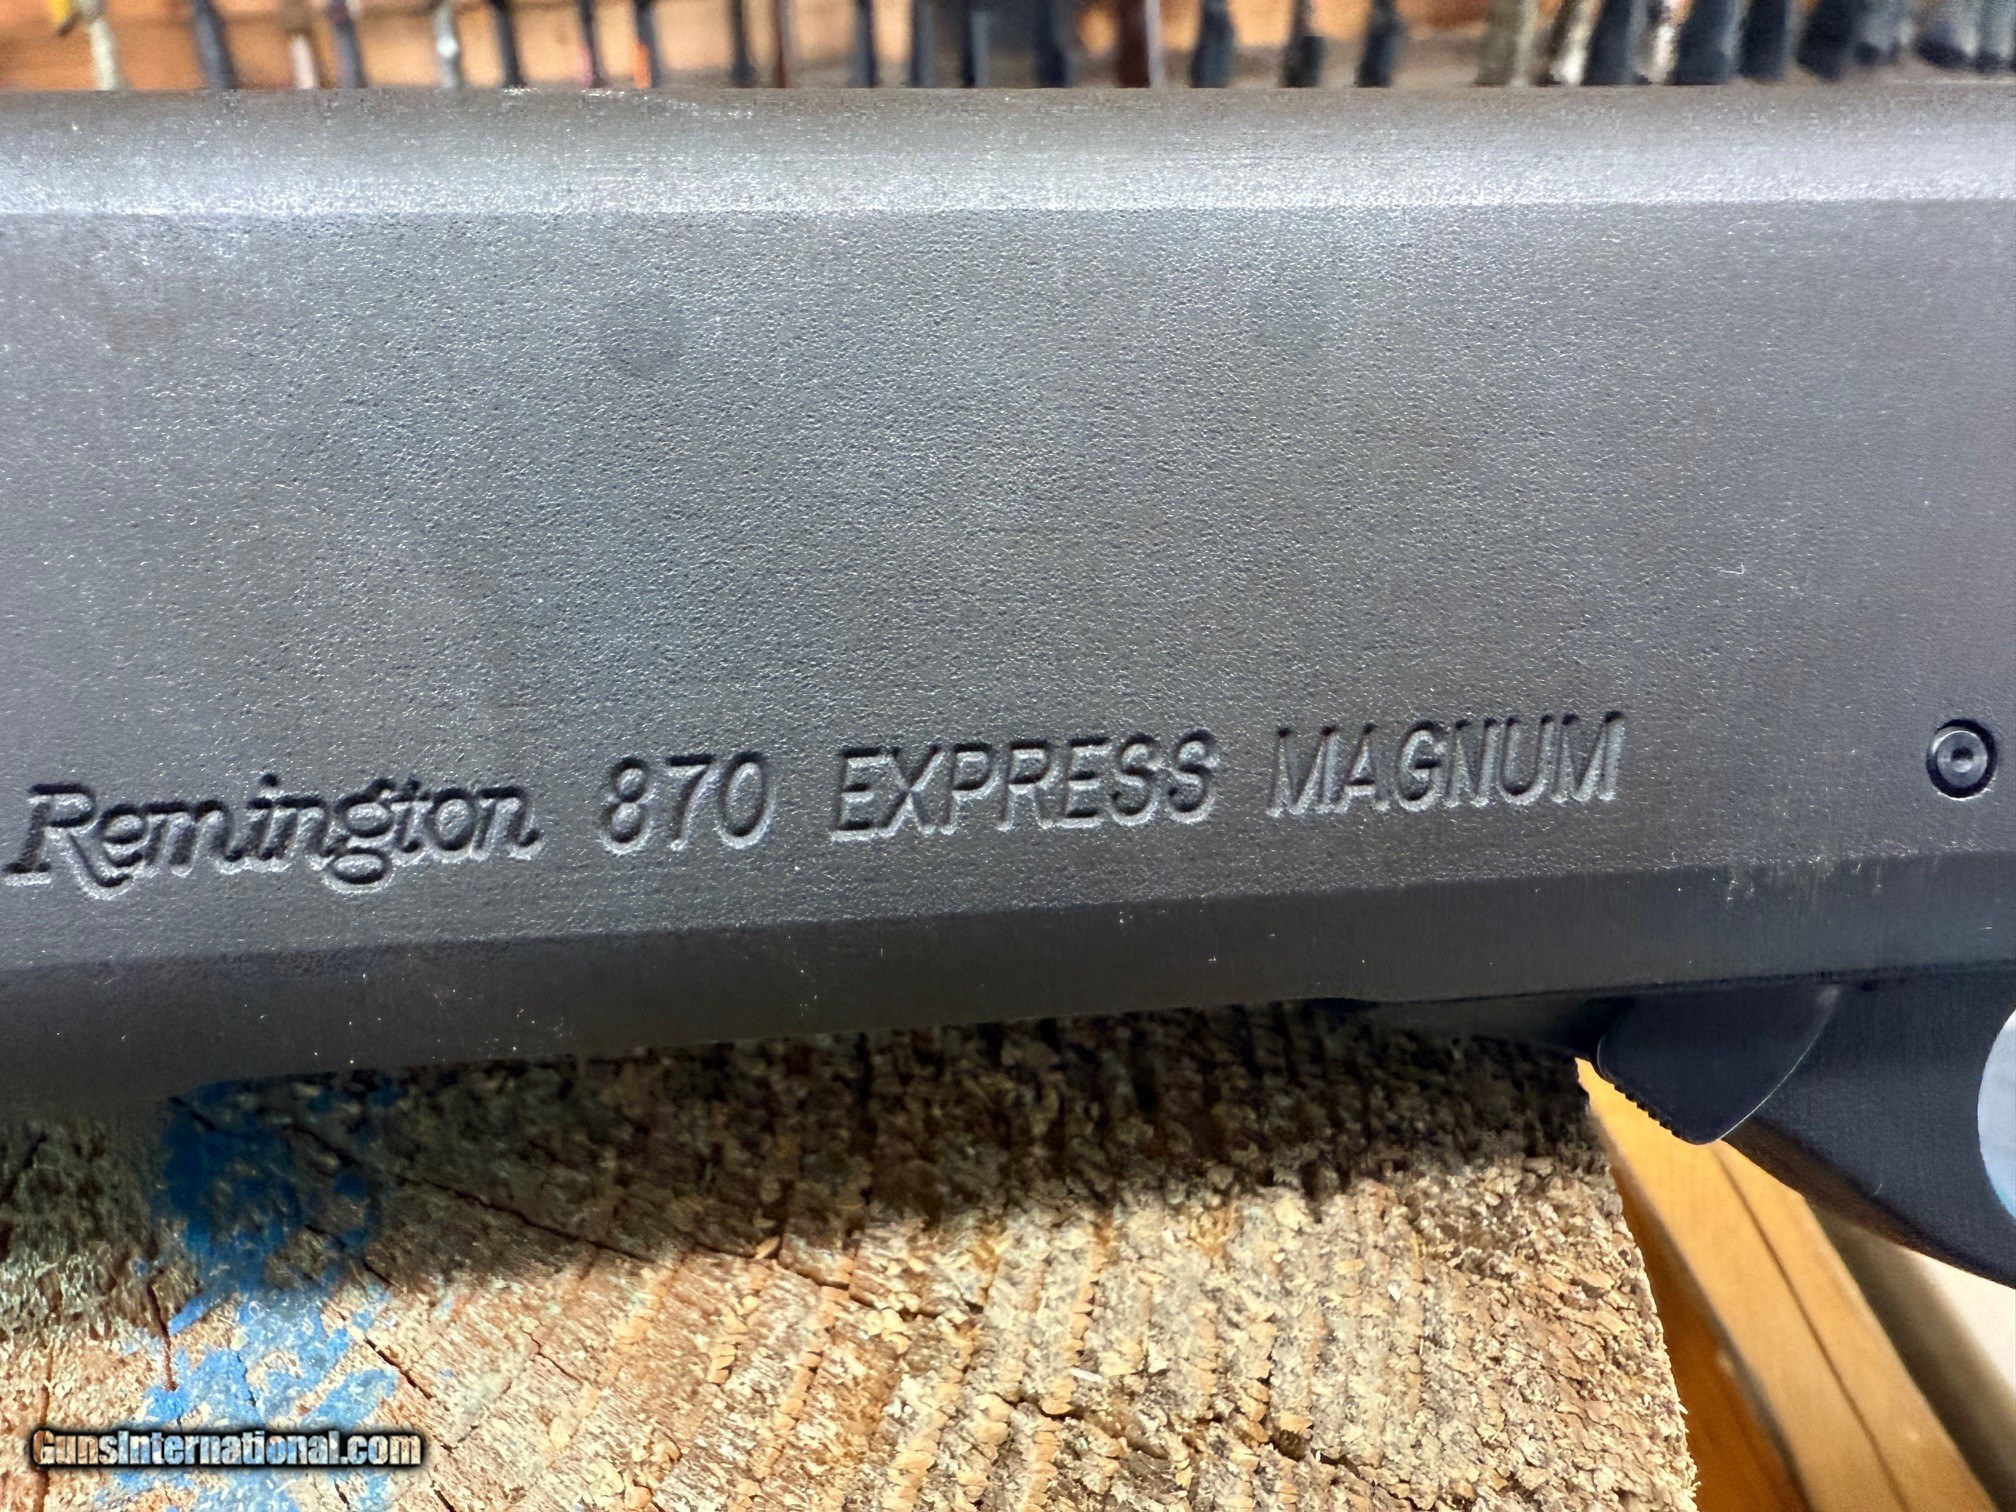 Remington 870 EXPRESS MAGNUM
GunsInternational.com